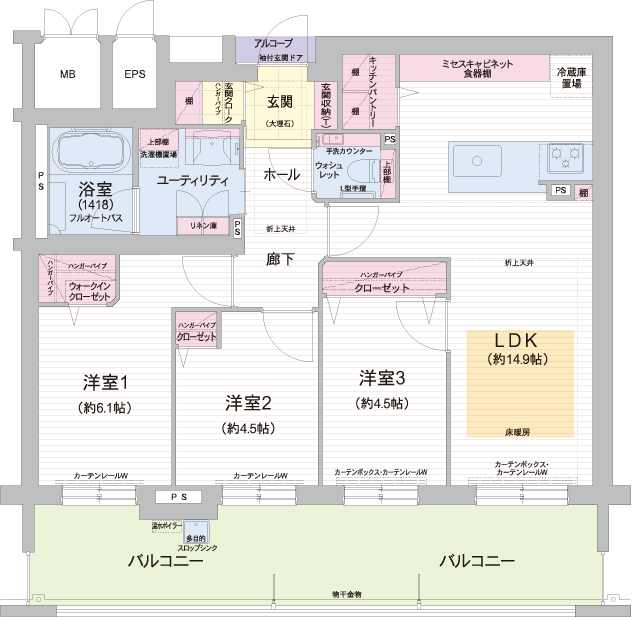 アルコーブ
袖付玄関ドア
MB
EPS
棚
ハンガーパイプ
玄関クローク
玄関
(大理石)
玄関収納(T)
棚
棚
キッチンパントリー
ミセスキャビネット
食器棚
冷蔵庫
置場
PS
上部棚
洗濯機置場
ユーティリティ
リネン庫
PS
浴室
(1418)
フルオートバス
ホール
手洗カウンター
ウォシュ
レット
上部棚
L型手摺
PS
PS
棚
折上天井
廊下
折上天井
ハンガーパイプ
ハンガーパイプ
ウォークイン
クローゼット
ハンガーパイプ
クローゼット
ハンガーパイプ
クローゼット
洋室1
(約6.1帖)
洋室2
(約4.5帖)
洋室3
(約4.5帖)
LDK
(約14.9帖)
床暖房
カーテンレールW
カーテンレールW
カーテンボックス・カーテンレールW
カーテンボックス・
カーテンレールW
PS
温水ボイラー
多目的
スロップシンク
バルコニー
バルコニー
物干金物